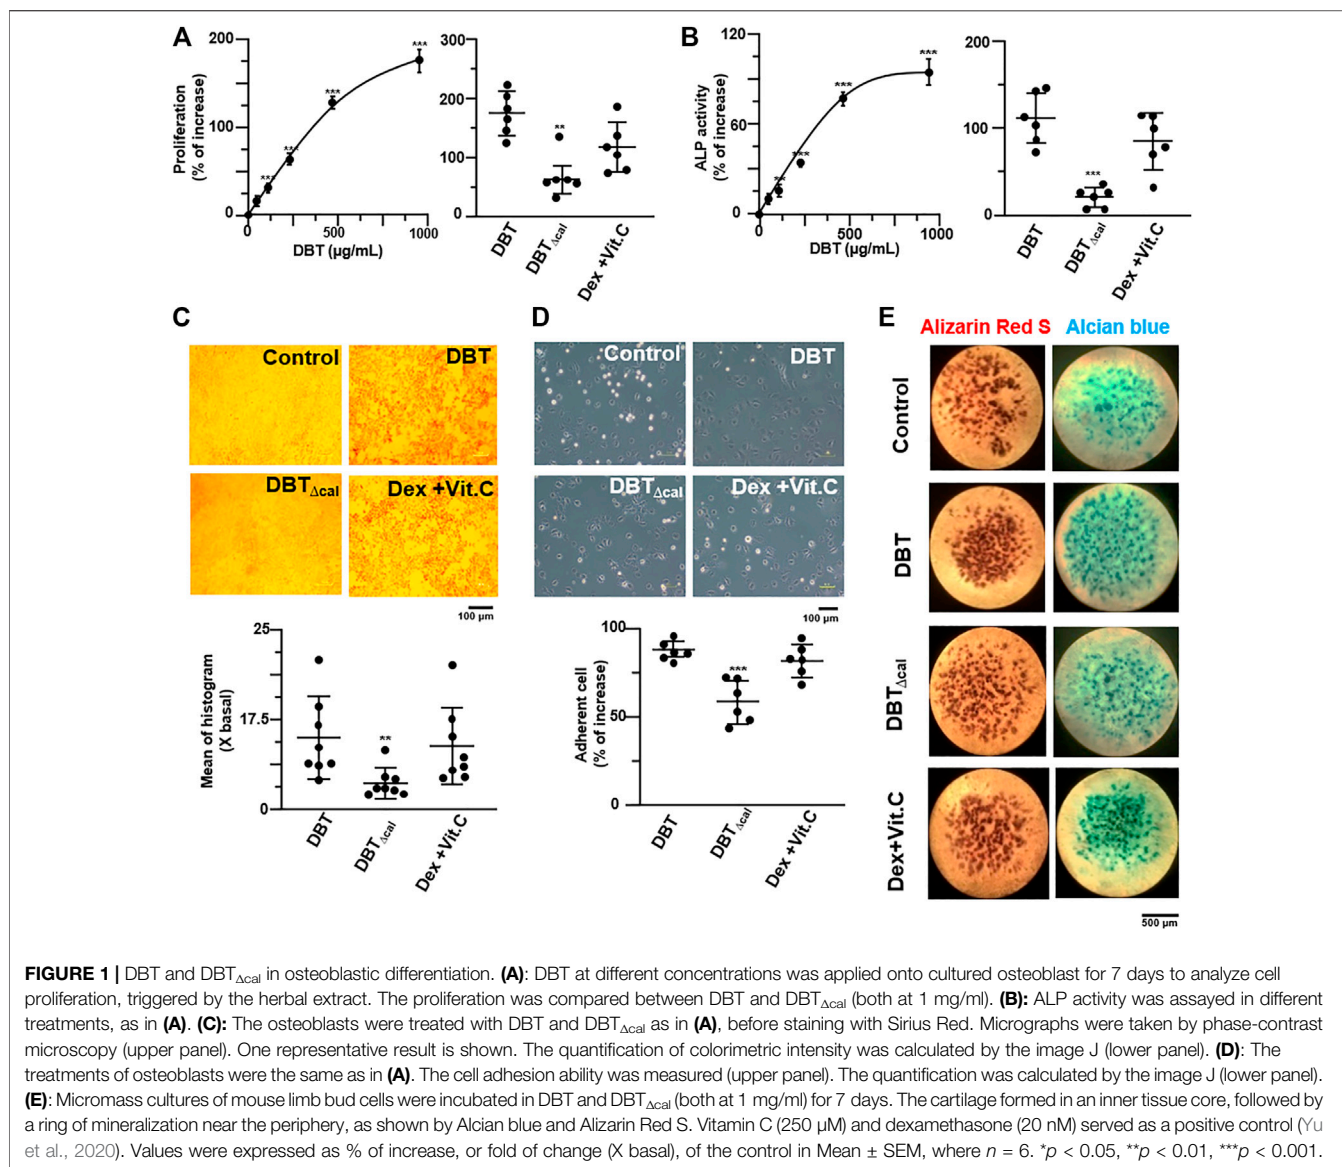 A
200
100
0
0
500
1000
Proliferation
(% of increase)
DBT (µg/mL)
***
***
***
***
300
200
100
0
**
DBT
DBTΔcal
Dex +Vit.C
B
120
60
0
0
500
1000
ALP activity
(% of increase)
DBT (µg/mL)
**
***
***
***
200
100
0
***
DBT
DBTΔcal
Dex +Vit.C
C
Control
DBT
DBTΔcal
Dex +Vit.C
100 µm
25
17.5
0
Mean of histogram
(X basal)
**
DBT
DBTΔcal
Dex +Vit.C
D
Control
DBT
DBTΔcal
Dex +Vit.C
100 µm
100
50
0
Adherent cell
(% of increase)
***
DBT
DBTΔcal
Dex +Vit.C
E
Alizarin Red S Alcian blue
Control
DBT
DBTΔcal
Dex+Vit.C
500 µm
FIGURE 1 | DBT and DBTΔcal in osteoblastic differentiation. (A): DBT at different concentrations was applied onto cultured osteoblast for 7 days to analyze cell
proliferation, triggered by the herbal extract. The proliferation was compared between DBT and DBTΔcal (both at 1 mg/ml). (B): ALP activity was assayed in different
treatments, as in (A). (C): The osteoblasts were treated with DBT and DBTΔcal as in (A), before staining with Sirius Red. Micrographs were taken by phase-contrast
microscopy (upper panel). One representative result is shown. The quantification of colorimetric intensity was calculated by the image J (lower panel). (D): The
treatments of osteoblasts were the same as in (A). The cell adhesion ability was measured (upper panel). The quantification was calculated by the image J (lower panel).
(E): Micromass cultures of mouse limb bud cells were incubated in DBT and DBTΔcal (both at 1 mg/ml) for 7 days. The cartilage formed in an inner tissue core, followed by
a ring of mineralization near the periphery, as shown by Alcian blue and Alizarin Red S. Vitamin C (250 µM) and dexamethasone (20 nM) served as a positive control (Yu
et al., 2020). Values were expressed as % of increase, or fold of change (X basal), of the control in Mean ± SEM, where n = 6. *p < 0.05, **p < 0.01, ***p < 0.001.